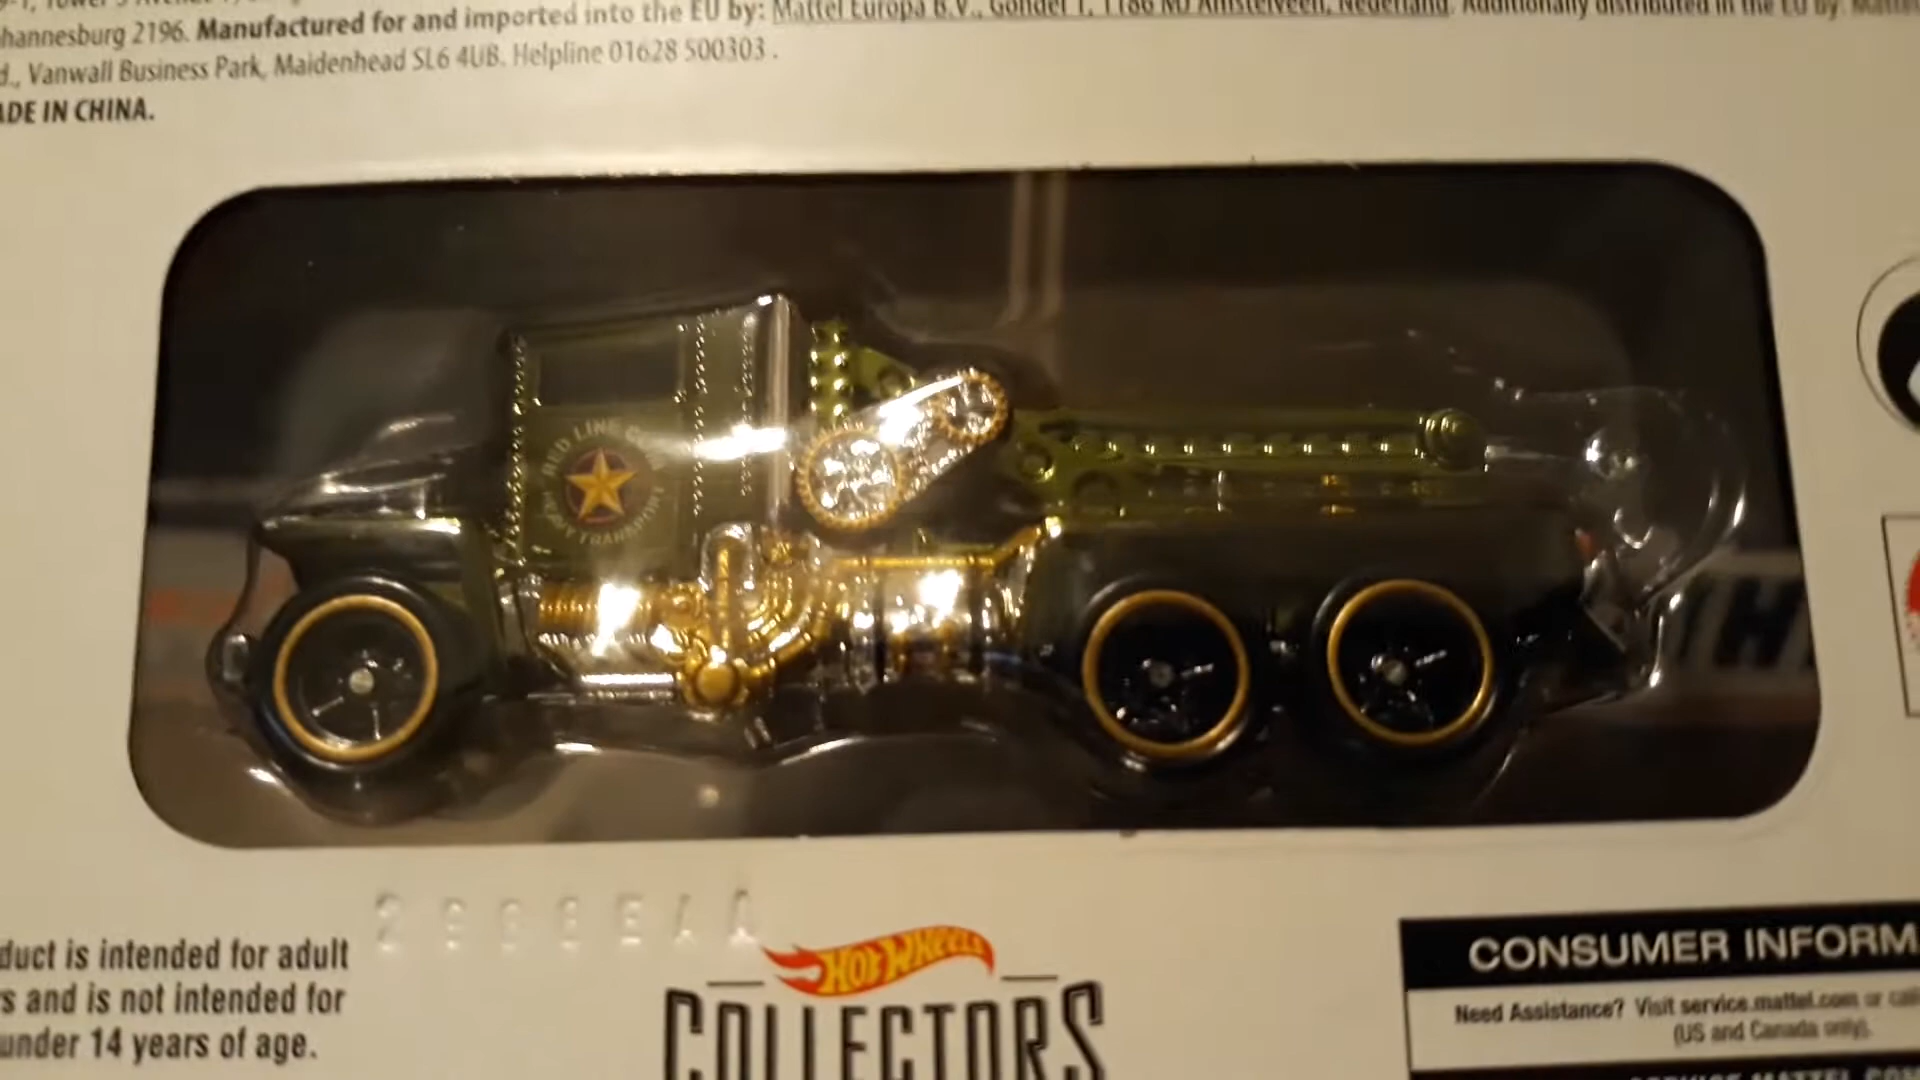 hannesburg 2196. Manufactured for and imported into the EU by: Mattel Europa B.V., Gondel 1, 1186 MJ Amstelveen, Nederland. Additionally distributed in the EU by:
d., Vanwall Business Park, Maidenhead SL6 4UB. Helpline 01628 500303.
ADE IN CHINA.
RED LINE CO
HEAVY TRANSPORT
duct is intended for adult
s and is not intended for
under 14 years of age.
HOT WHEELS
COLLECTORS
CONSUMER INFORM
Need Assistance? Visit service.mattel.com or call
(US and Canada only).